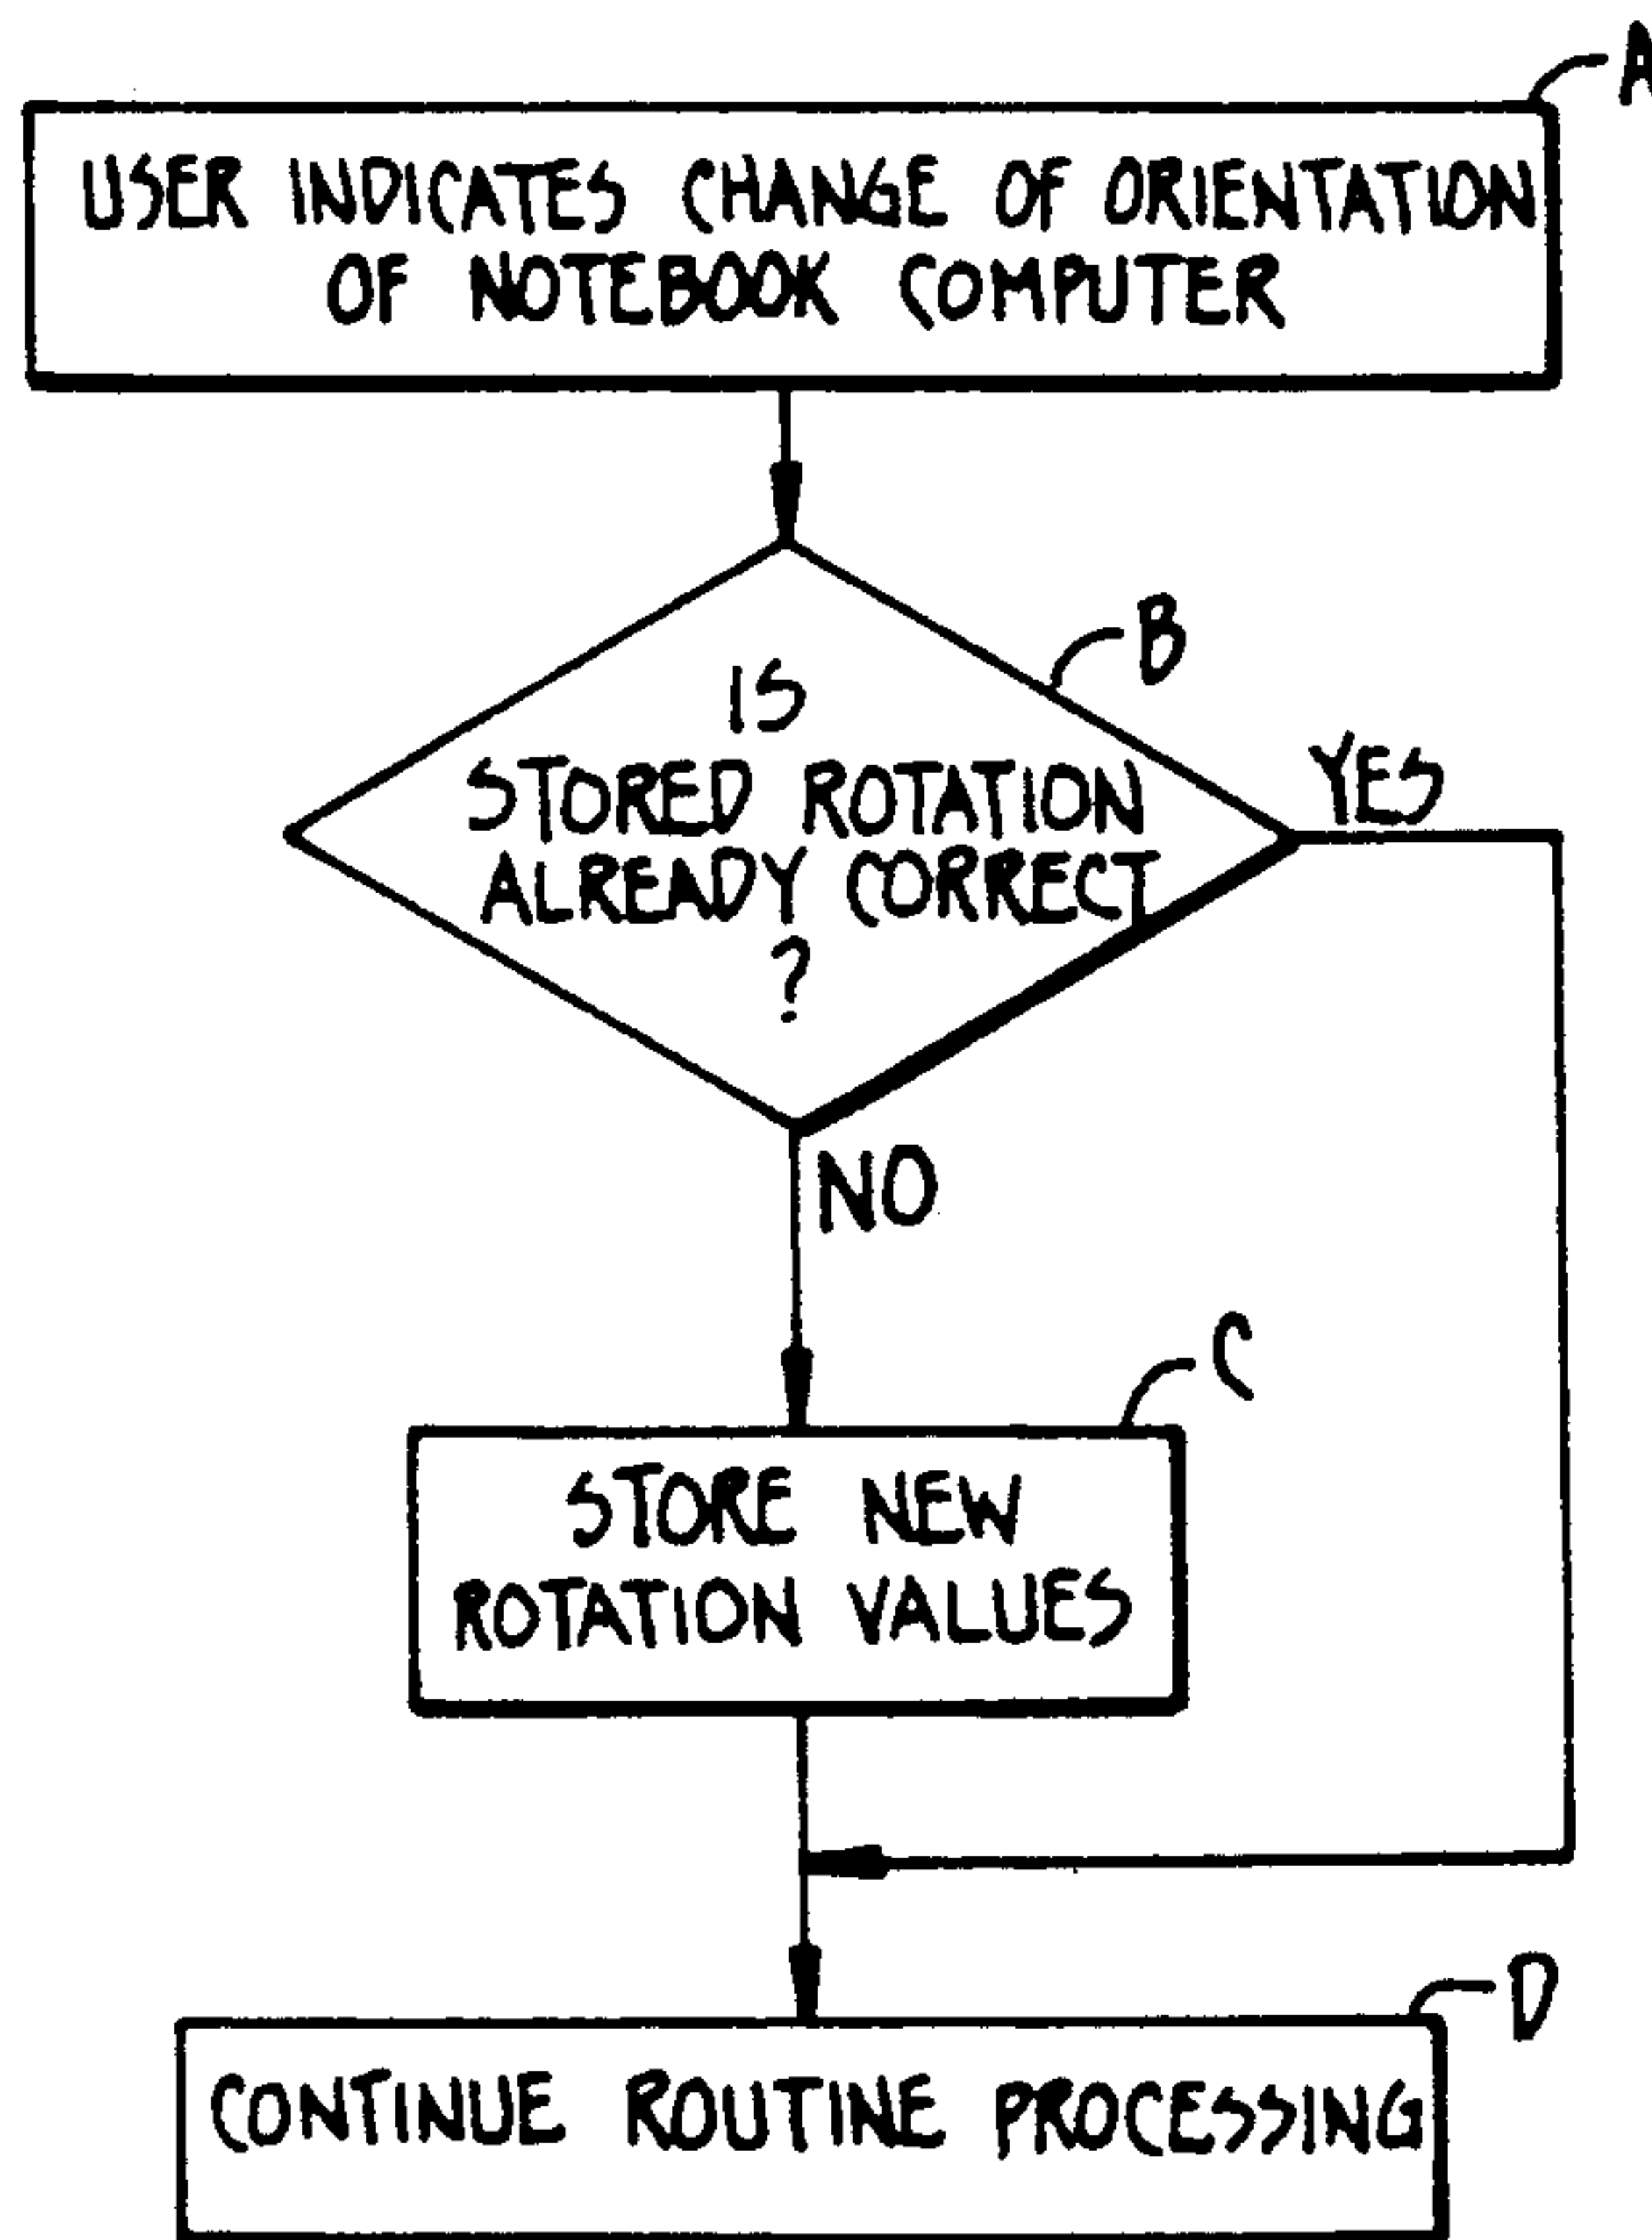 A
USER INDICATES CHANGE OF ORIENTATION
OF NOTEBOOK COMPUTER
B
IS
STORED ROTATION
ALREADY CORRECT
?
YES
NO
C
STORE NEW
ROTATION VALUES
D
CONTINUE ROUTINE PROCESSING